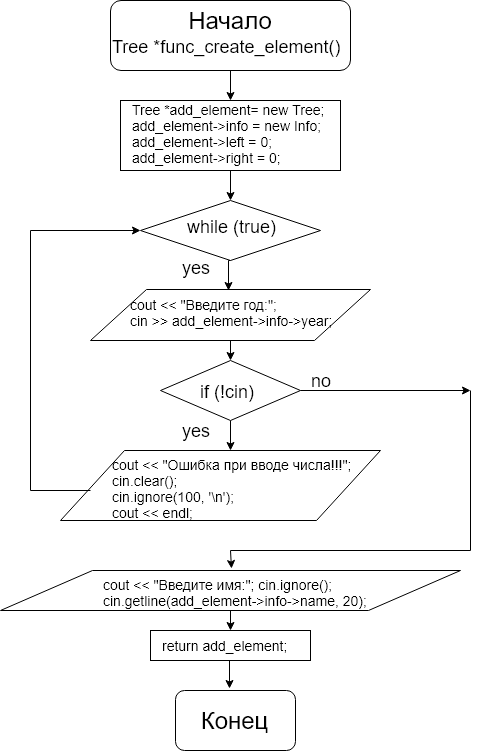 Начало
Tree *func_create_element()
Tree *add_element= new Tree;
add_element->info = new Info;
add_element->left = 0;
add_element->right = 0;
while (true)
yes
cout << "Введите год:";
cin >> add_element->info->year;
if (!cin)
no
yes
cout << "Ошибка при вводе числа!!!";
cin.clear();
cin.ignore(100, '\n');
cout << endl;
cout << "Введите имя:"; cin.ignore();
cin.getline(add_element->info->name, 20);
return add_element;
Конец